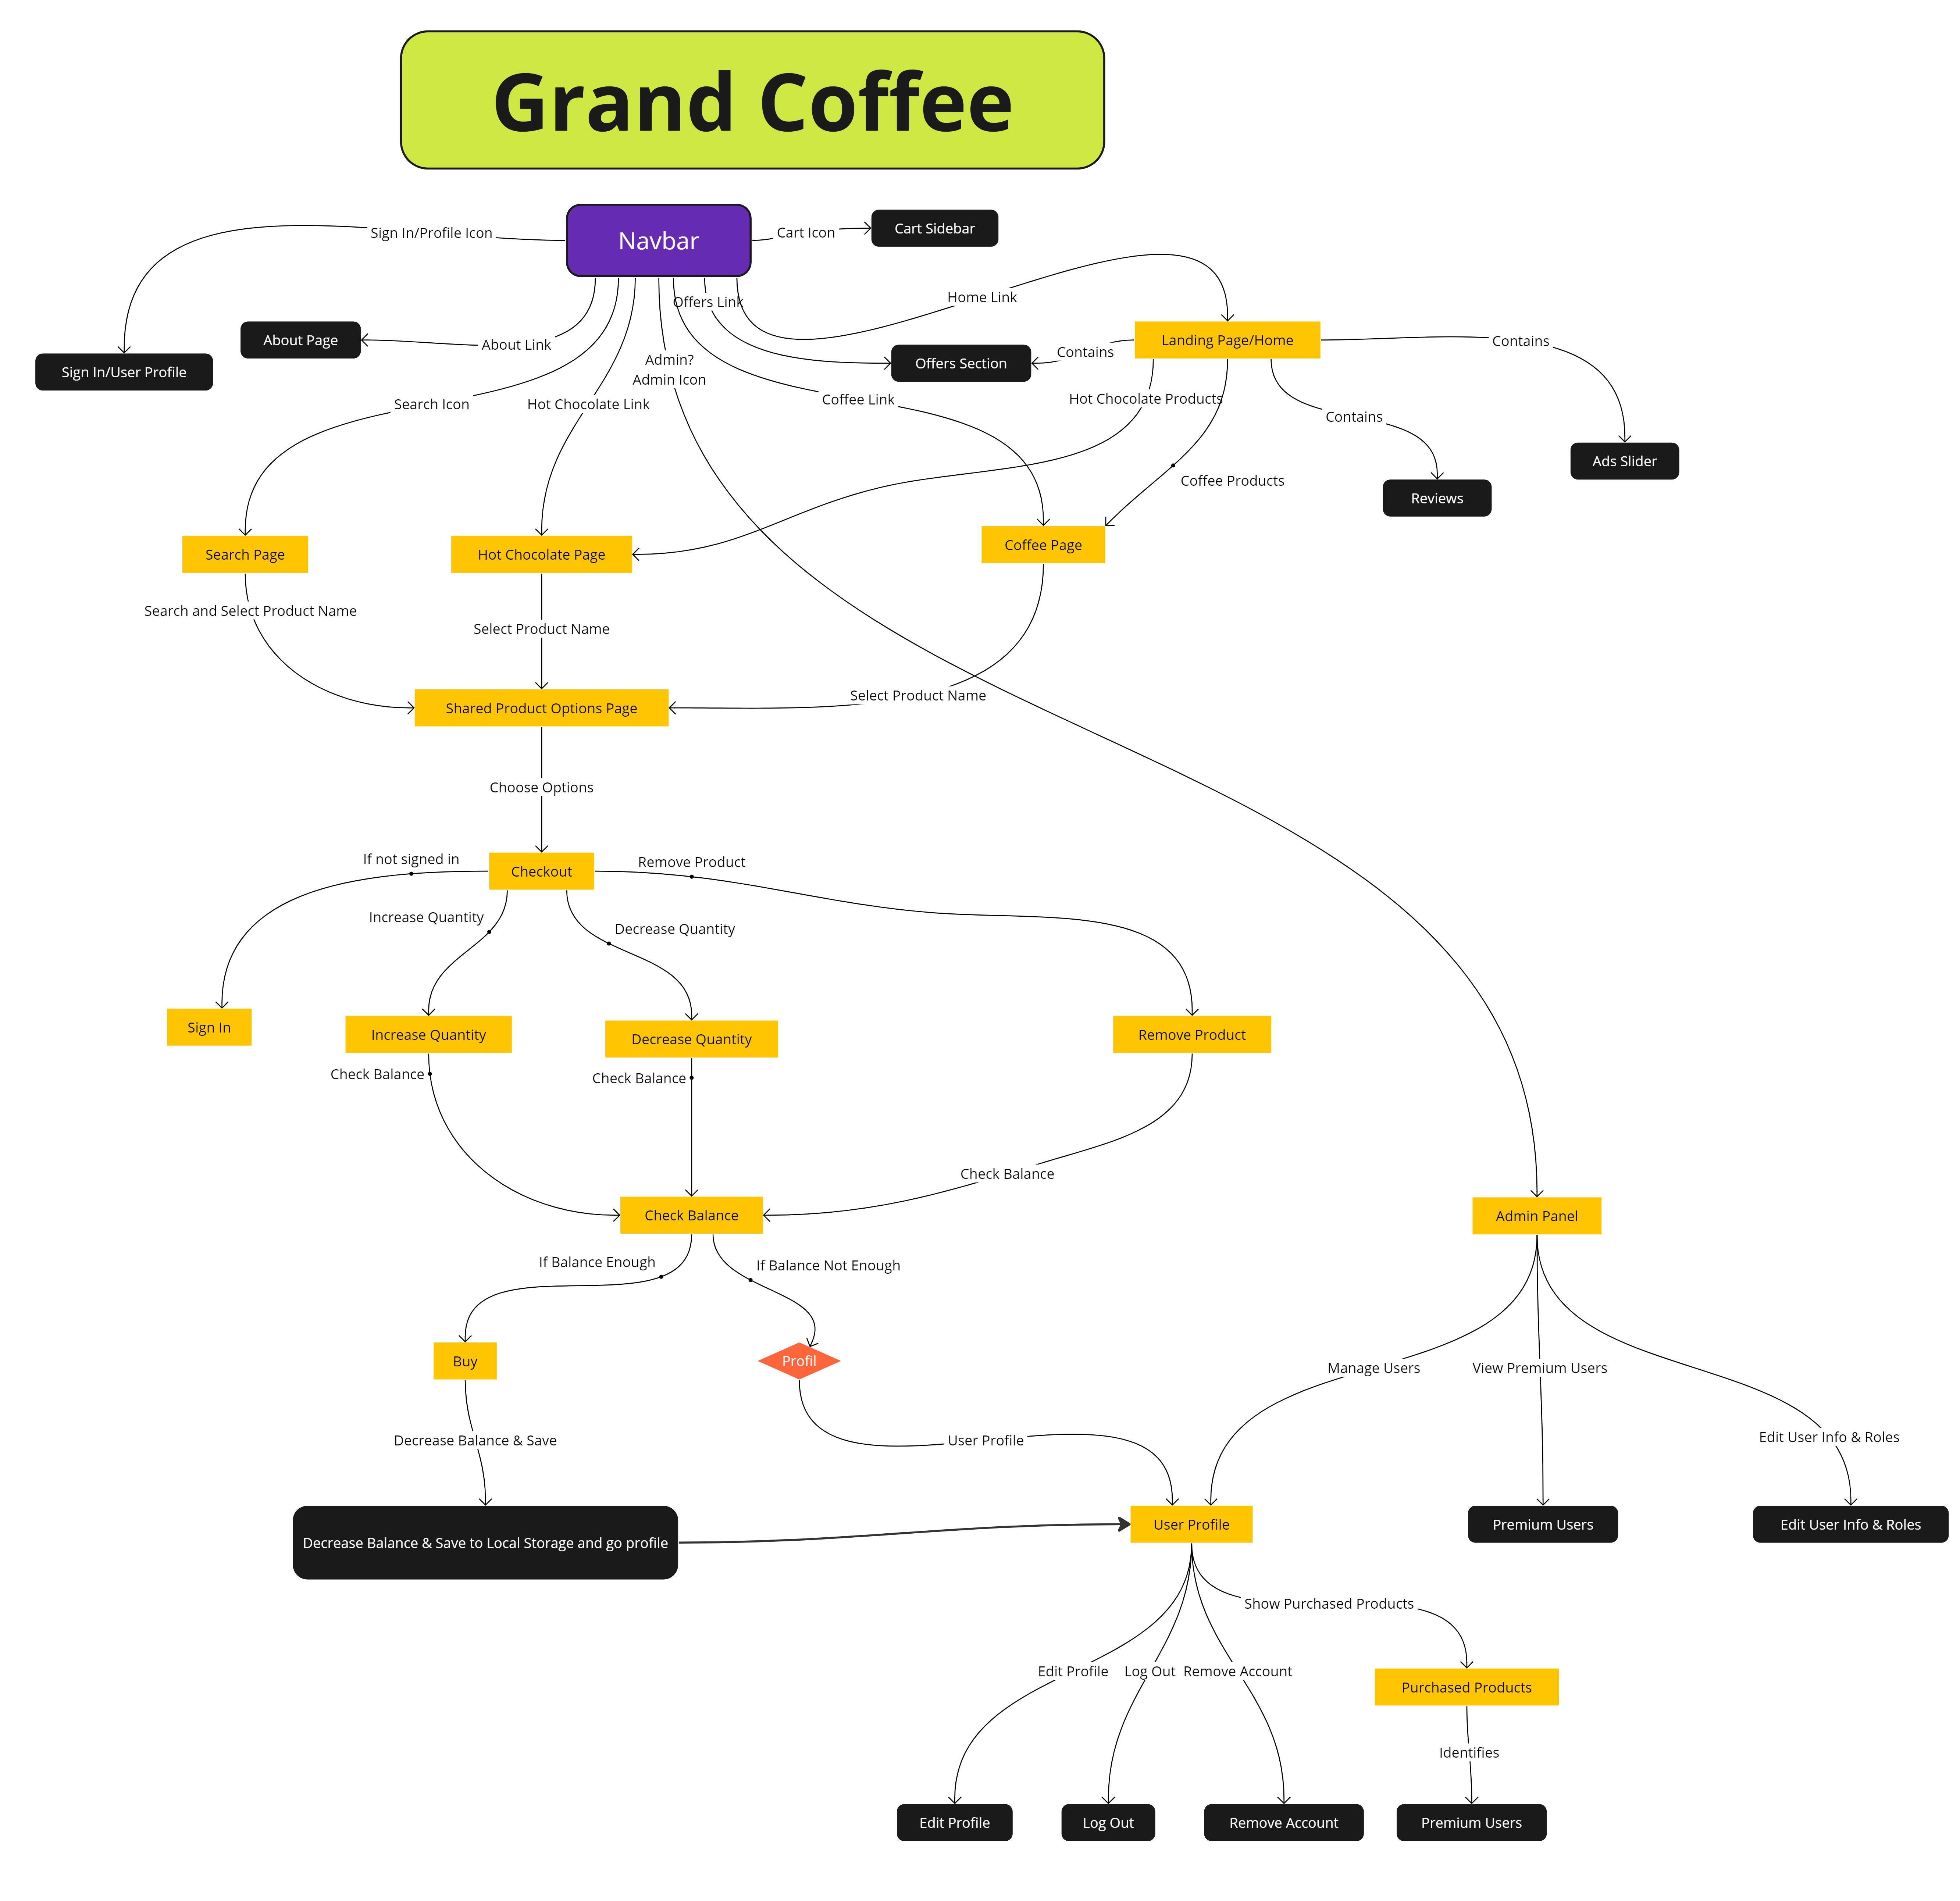 Grand Coffee
Navbar
Sign In/Profile Icon
Cart Icon
Cart Sidebar
Offers Link
Home Link
About Page
About Link
Sign In/User Profile
Admin?
Admin Icon
Offers Section
Contains
Landing Page/Home
Contains
Search Icon
Hot Chocolate Link
Coffee Link
Hot Chocolate Products
Contains
Ads Slider
Coffee Products
Reviews
Search Page
Hot Chocolate Page
Coffee Page
Search and Select Product Name
Select Product Name
Select Product Name
Shared Product Options Page
Choose Options
If not signed in
Checkout
Remove Product
Increase Quantity
Decrease Quantity
Sign In
Increase Quantity
Decrease Quantity
Remove Product
Check Balance
Check Balance
Check Balance
Check Balance
Admin Panel
If Balance Enough
If Balance Not Enough
Buy
Profil
Manage Users
View Premium Users
Decrease Balance & Save
User Profile
Edit User Info & Roles
Decrease Balance & Save to Local Storage and go profile
User Profile
Premium Users
Edit User Info & Roles
Show Purchased Products
Edit Profile
Log Out
Remove Account
Purchased Products
Identifies
Edit Profile
Log Out
Remove Account
Premium Users